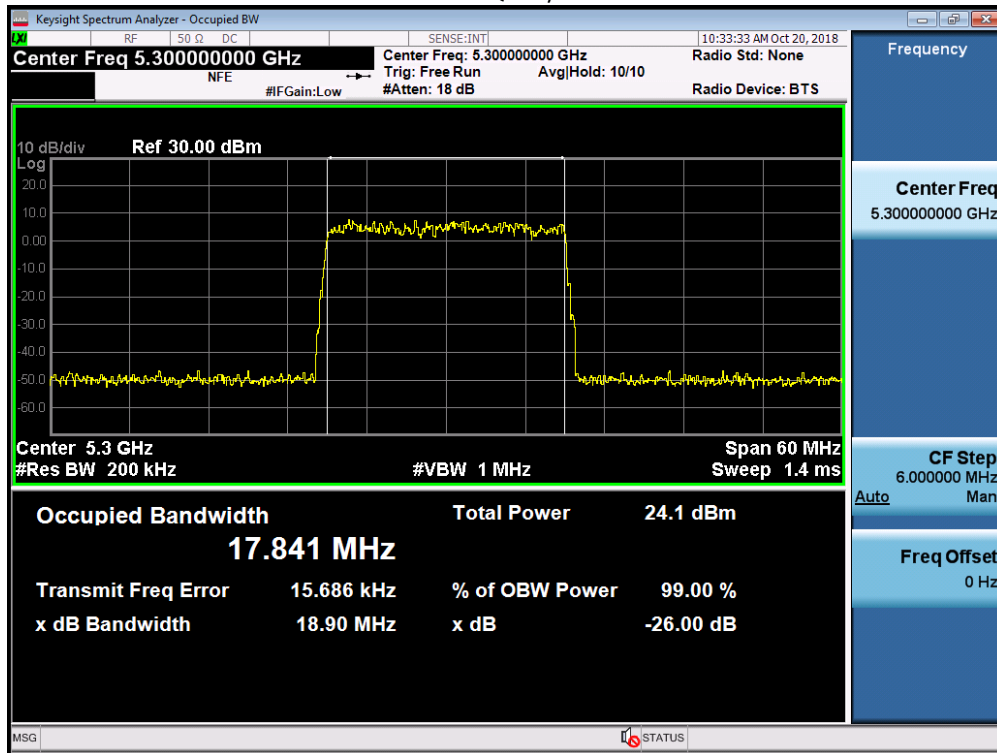 Keysight Spectrum Analyzer - Occupied BW
LXI RF 50 Ω DC SENSE:INT 10:33:33 AM Oct 20, 2018
Center Freq 5.300000000 GHz
NFE
#IFGain:Low
Center Freq: 5.300000000 GHz
Trig: Free Run Avg|Hold: 10/10
#Atten: 18 dB
Radio Std: None
Radio Device: BTS
10 dB/div Ref 30.00 dBm
Log
20.0
10.0
0.00
-10.0
-20.0
-30.0
-40.0
-50.0
-60.0
Center 5.3 GHz Span 60 MHz
#Res BW 200 kHz #VBW 1 MHz Sweep 1.4 ms
Occupied Bandwidth Total Power 24.1 dBm
17.841 MHz
Transmit Freq Error 15.686 kHz % of OBW Power 99.00 %
x dB Bandwidth 18.90 MHz x dB -26.00 dB
MSG STATUS
Frequency
Center Freq
5.300000000 GHz
CF Step
6.000000 MHz
Auto Man
Freq Offset
0 Hz